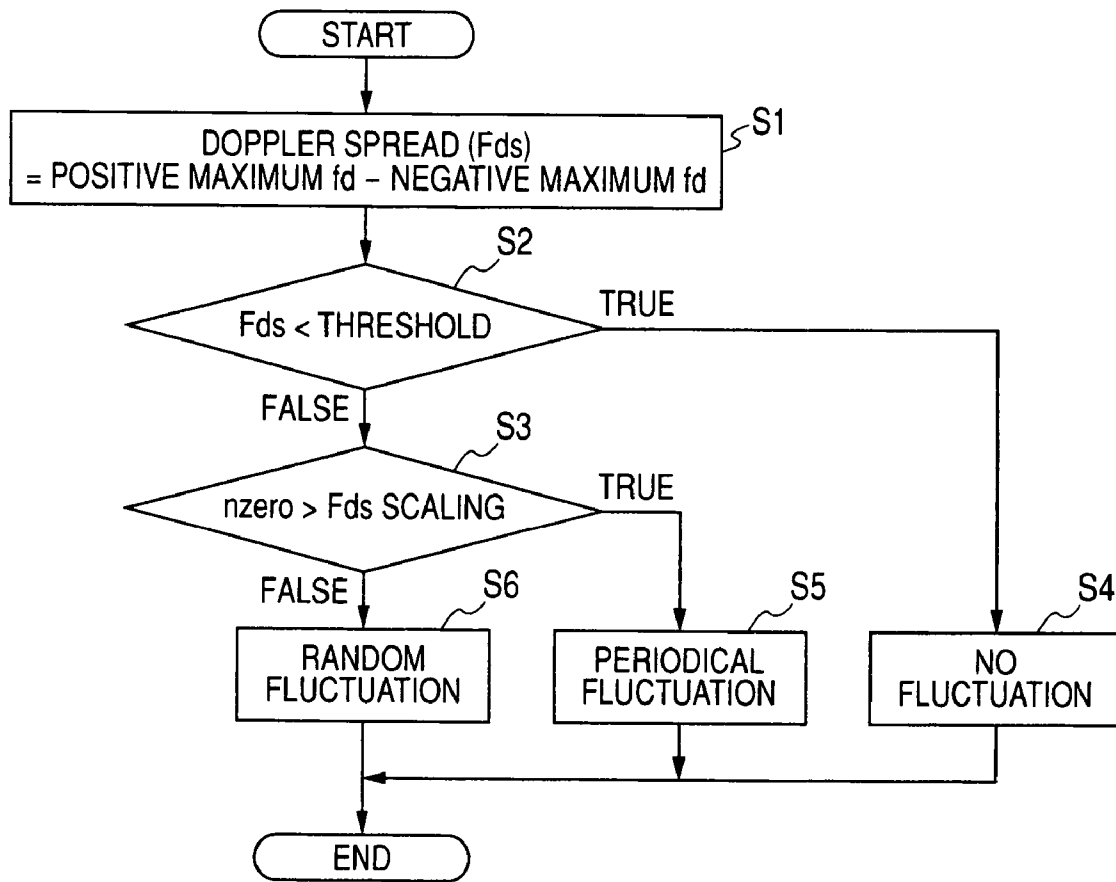 START
S1
DOPPLER SPREAD (Fds)
= POSITIVE MAXIMUM fd – NEGATIVE MAXIMUM fd
S2
Fds < THRESHOLD
TRUE
FALSE
S3
nzero > Fds SCALING
TRUE
FALSE
S6
S5
S4
RANDOM
FLUCTUATION
PERIODICAL
FLUCTUATION
NO
FLUCTUATION
END